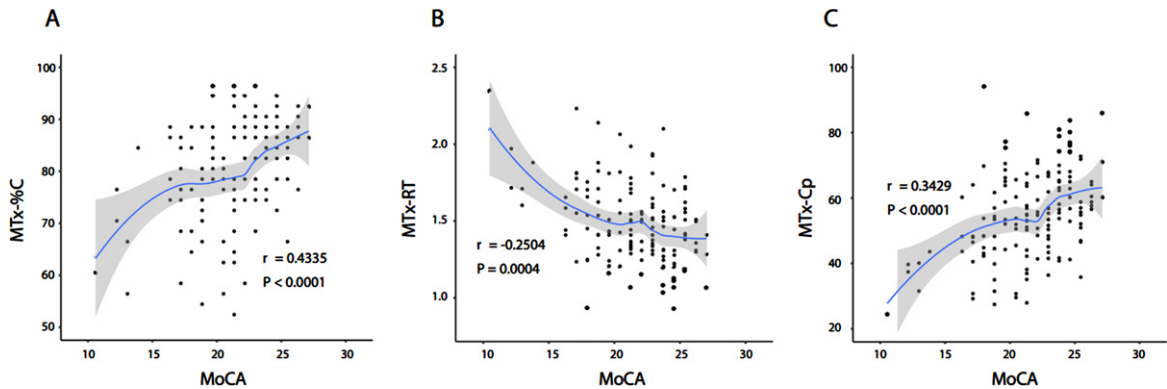 A
MTx-%C
100
90
80
70
60
50
r = 0.4335
P < 0.0001
10 15 20 25 30
MoCA
B
MTx-RT
2.5
2.0
1.5
1.0
r = -0.2504
P = 0.0004
10 15 20 25 30
MoCA
C
MTx-Cp
100
80
60
40
20
r = 0.3429
P < 0.0001
10 15 20 25 30
MoCA